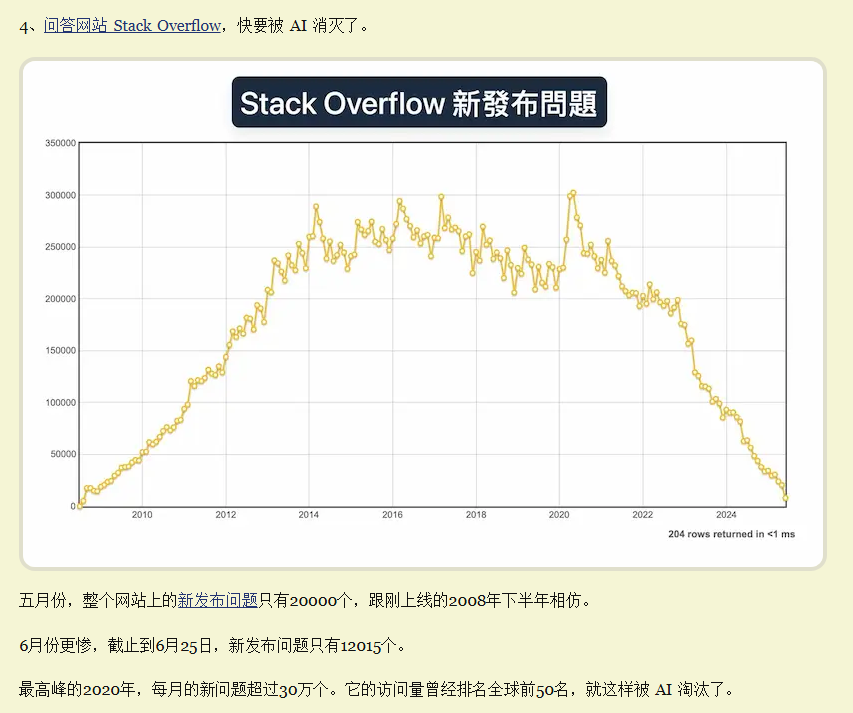 4、问答网站 Stack Overflow，快要被 AI 消灭了。
Stack Overflow 新發布問題
350000
300000
250000
200000
150000
100000
50000
0
2010 2012 2014 2016 2018 2020 2022 2024
204 rows returned in <1 ms
五月份，整个网站上的新发布问题只有20000个，跟刚上线的2008年下半年相仿。
6月份更惨，截止到6月25日，新发布问题只有12015个。
最高峰的2020年，每月的新问题超过30万个。它的访问量曾经排名全球前50名，就这样被 AI 淘汰了。